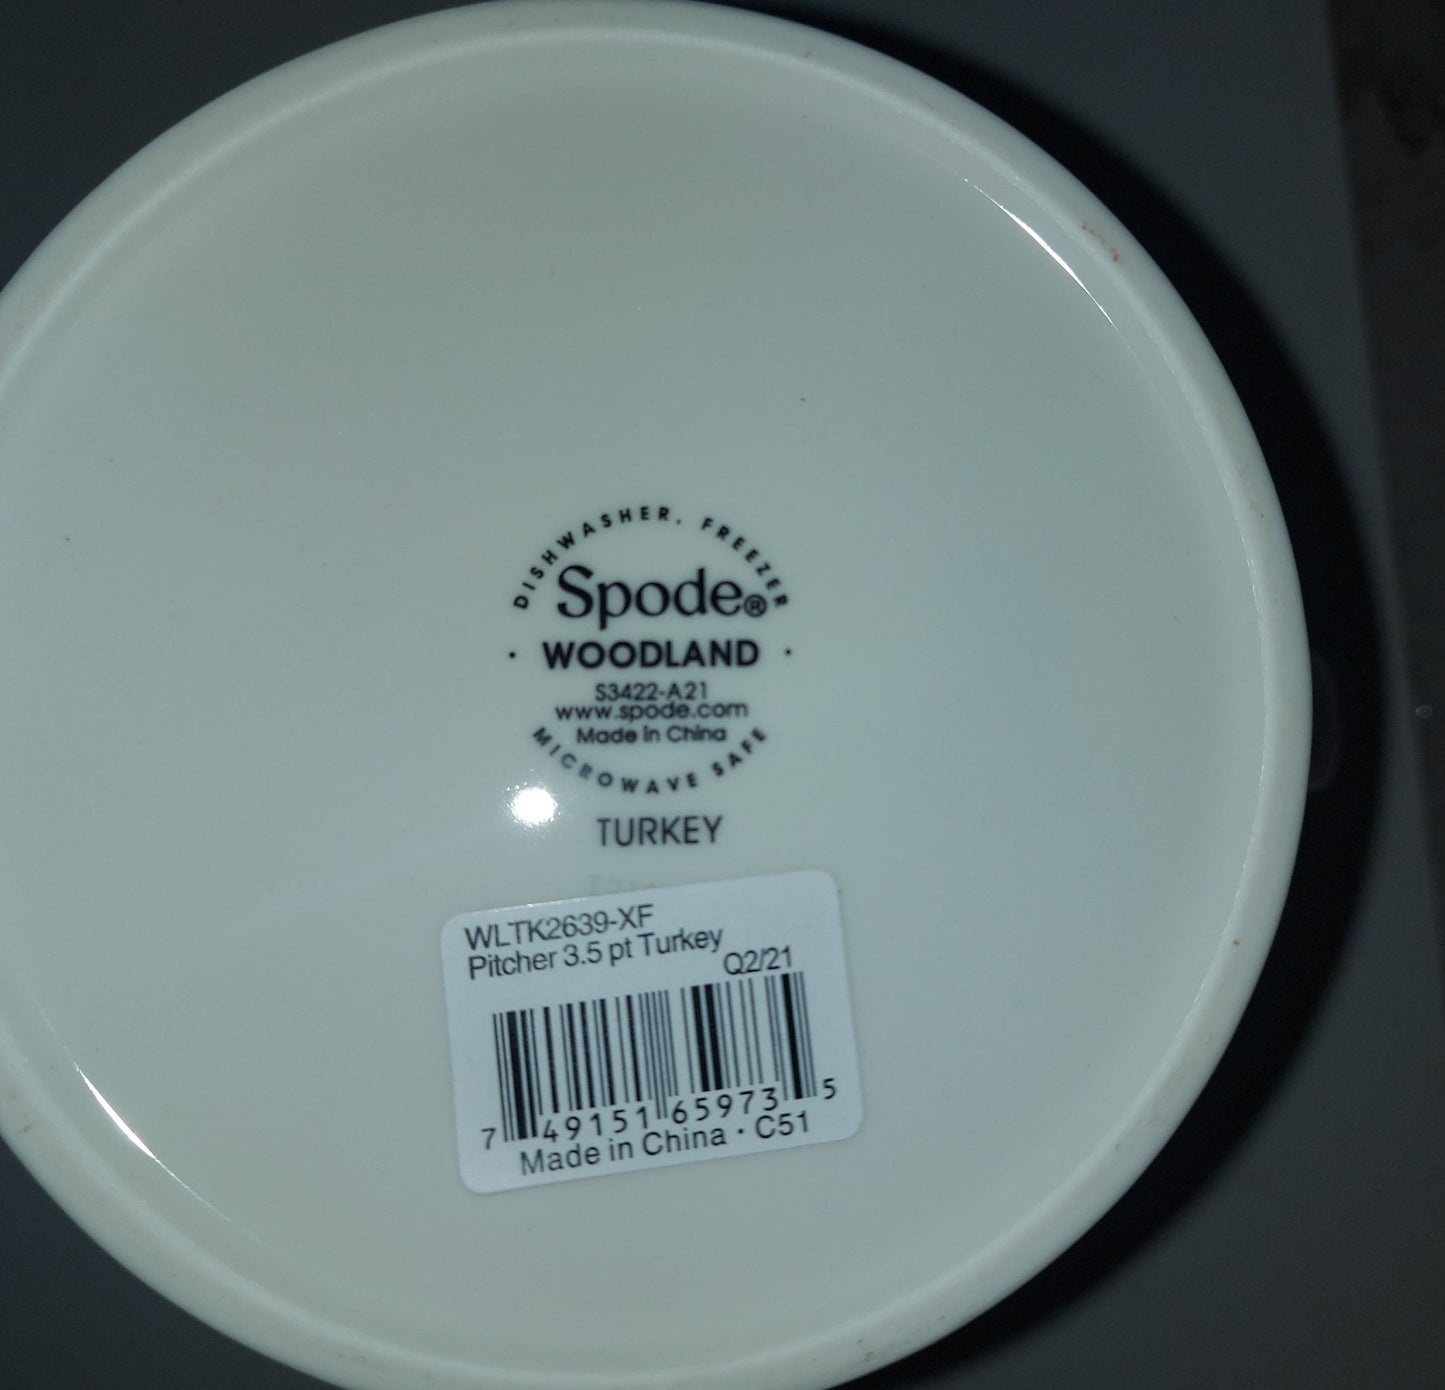 DISHWASHER, FREEZER
Spode®
· WOODLAND ·
S3422-A21
www.spode.com
Made in China
MICROWAVE SAFE
TURKEY
WLTK2639-XF
Pitcher 3.5 pt Turkey
Q2/21
7 49151 65973 5
Made in China · C51